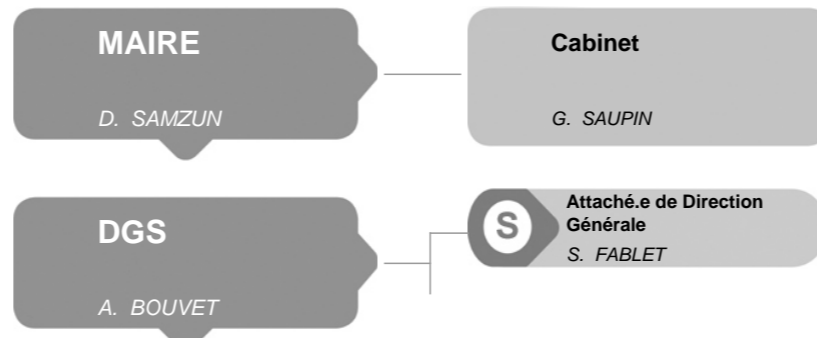 MAIRE
D. SAMZUN
Cabinet
G. SAUPIN
DGS
A. BOUVET
S
Attaché.e de Direction
Générale
S. FABLET